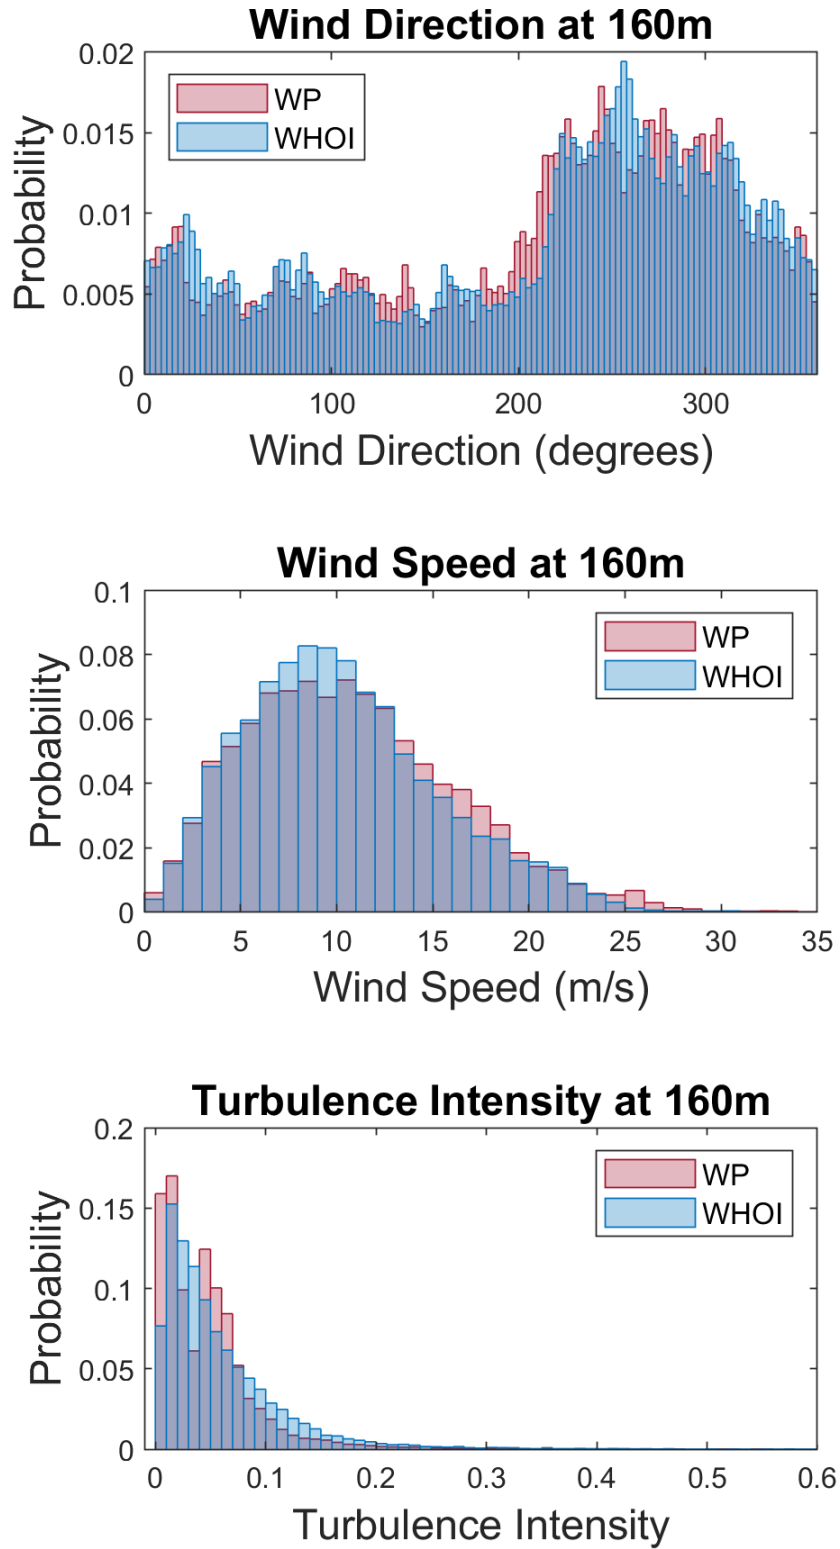 Wind Direction at 160m
0.02
0.015
0.01
0.005
0
Probability
WP
WHOI
0 100 200 300
Wind Direction (degrees)
Wind Speed at 160m
0.1
0.08
0.06
0.04
0.02
0
Probability
WP
WHOI
0 5 10 15 20 25 30 35
Wind Speed (m/s)
Turbulence Intensity at 160m
0.2
0.15
0.1
0.05
0
Probability
WP
WHOI
0 0.1 0.2 0.3 0.4 0.5 0.6
Turbulence Intensity